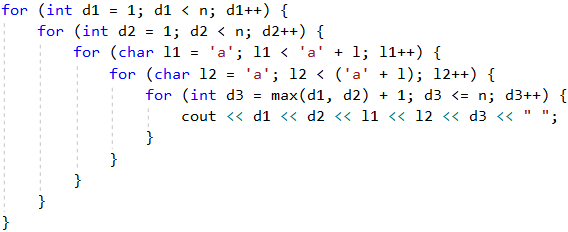 for (int d1 = 1; d1 < n; d1++) {
    for (int d2 = 1; d2 < n; d2++) {
        for (char l1 = 'a'; l1 < 'a' + l; l1++) {
            for (char l2 = 'a'; l2 < ('a' + l); l2++) {
                for (int d3 = max(d1, d2) + 1; d3 <= n; d3++) {
                    cout << d1 << d2 << l1 << l2 << d3 << " ";
                }
            }
        }
    }
}